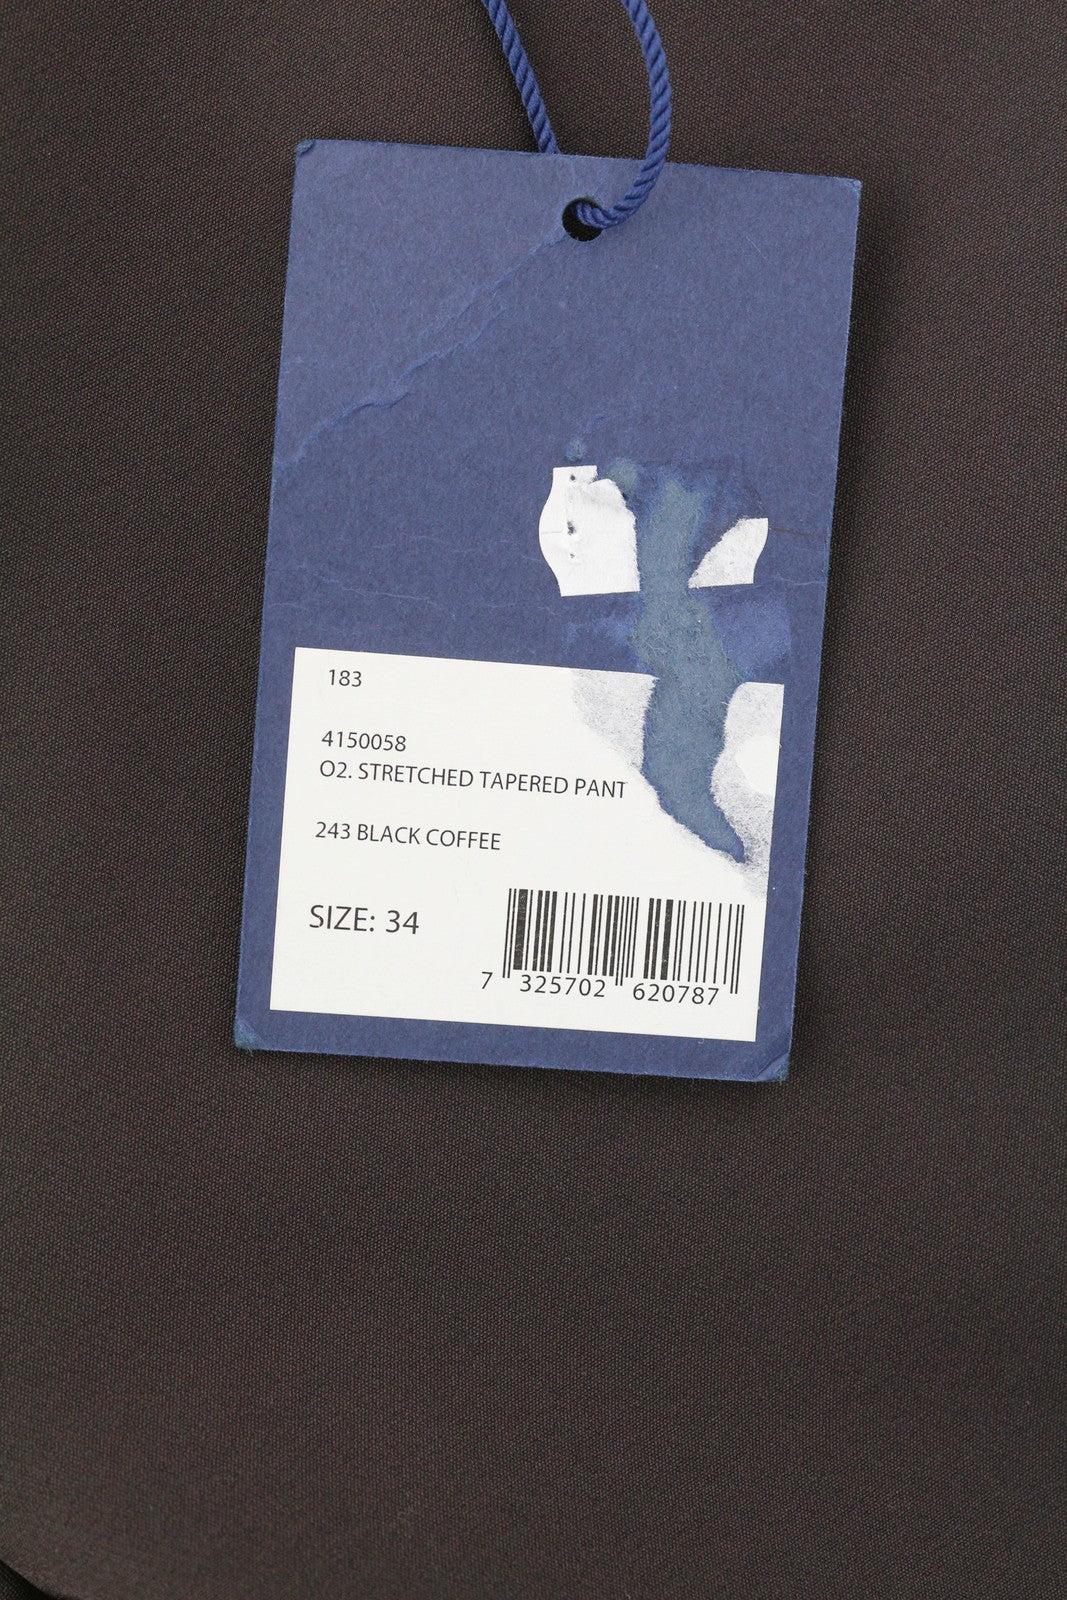 183
4150058
O2. STRETCHED TAPERED PANT
243 BLACK COFFEE
SIZE: 34
7 325702 620787